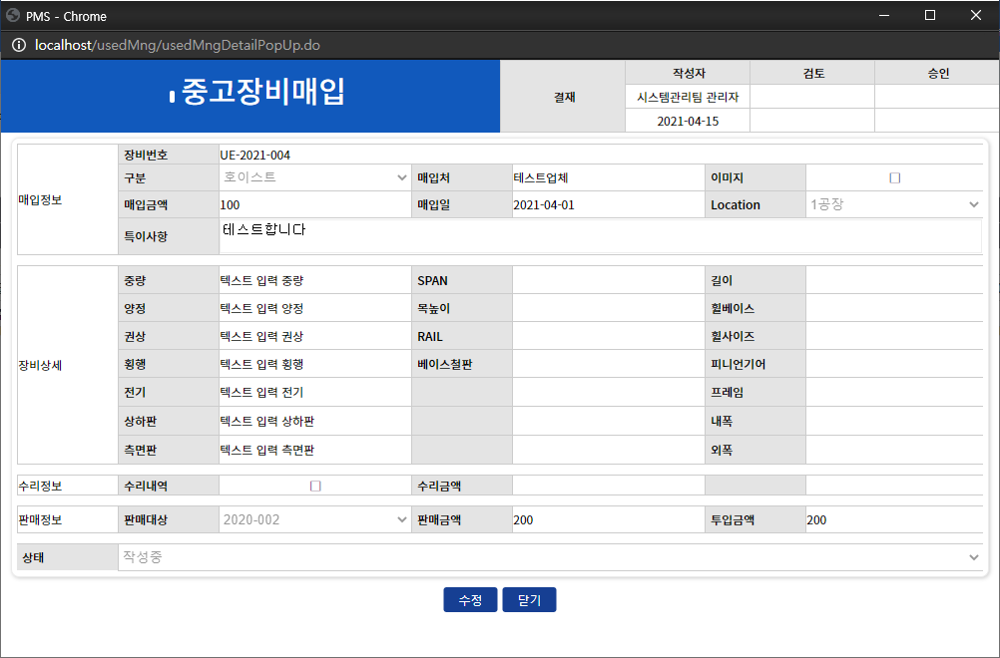 PMS - Chrome
localhost/usedMng/usedMngDetailPopUp.do
중고장비매입
결재
작성자 검토 승인
시스템관리팀 관리자
2021-04-15
매입정보
장비번호 UE-2021-004
구분 호이스트 매입처 테스트업체 이미지
매입금액 100 매입일 2021-04-01 Location 1공장
특이사항 테스트합니다
장비상세
중량 텍스트 입력 중량 SPAN 길이
양정 텍스트 입력 양정 목높이 휠베이스
권상 텍스트 입력 권상 RAIL 휠사이즈
횡행 텍스트 입력 횡행 베이스철판 피니언기어
전기 텍스트 입력 전기 프레임
상하판 텍스트 입력 상하판 내폭
측면판 텍스트 입력 측면판 외폭
수리정보 수리내역 수리금액
판매정보 판매대상 2020-002 판매금액 200 투입금액 200
상태 작성중
수정 닫기